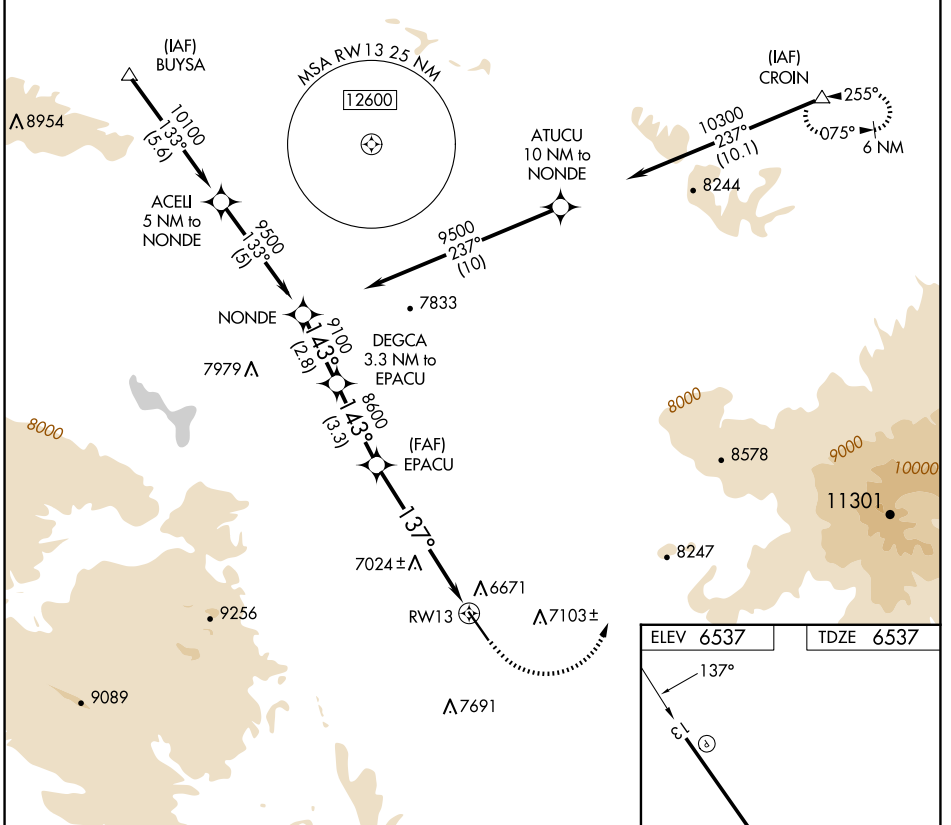 (IAF)
BUYSA
10100
133°
(5.6)
8954
MSA RW13 25 NM
12600
(IAF)
CROIN
255°
075°
6 NM
10300
237°
(10.1)
8244
ATUCU
10 NM to
NONDE
ACELI
5 NM to
NONDE
9500
133°
(5)
9500
237°
(10)
7833
NONDE
9100
143°
(2.8)
DEGCA
3.3 NM to
EPACU
7979
8600
143°
(3.3)
(FAF)
EPACU
8000
8000
8578
9000
10000
11301
137°
7024±
8247
6671
RW13
7103±
9256
9089
7691
ELEV 6537
TDZE 6537
137°
13
P